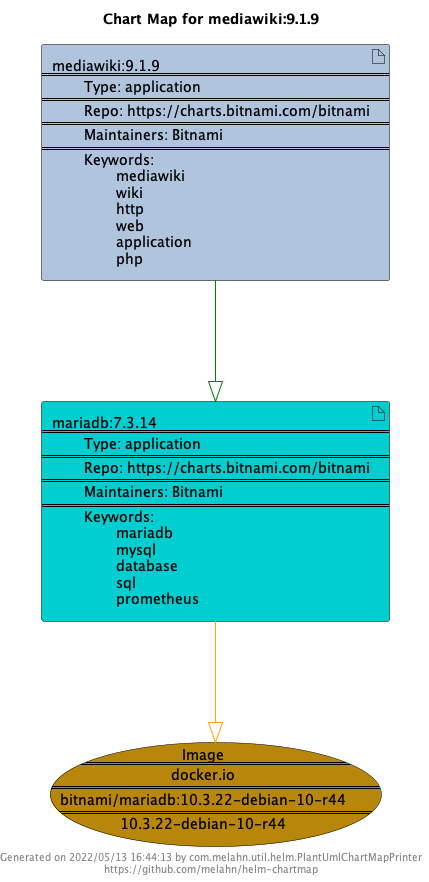 Chart Map for mediawiki:9.1.9
mediawiki:9.1.9
Type: application
Repo: https://charts.bitnami.com/bitnami
Maintainers: Bitnami
Keywords:
mediawiki
wiki
http
web
application
php
mariadb:7.3.14
Type: application
Repo: https://charts.bitnami.com/bitnami
Maintainers: Bitnami
Keywords:
mariadb
mysql
database
sql
prometheus
Image
docker.io
bitnami/mariadb:10.3.22-debian-10-r44
10.3.22-debian-10-r44
Generated on 2022/05/13 16:44:13 by com.melahn.util.helm.PlantUmlChartMapPrinter
https://github.com/melahn/helm-chartmap